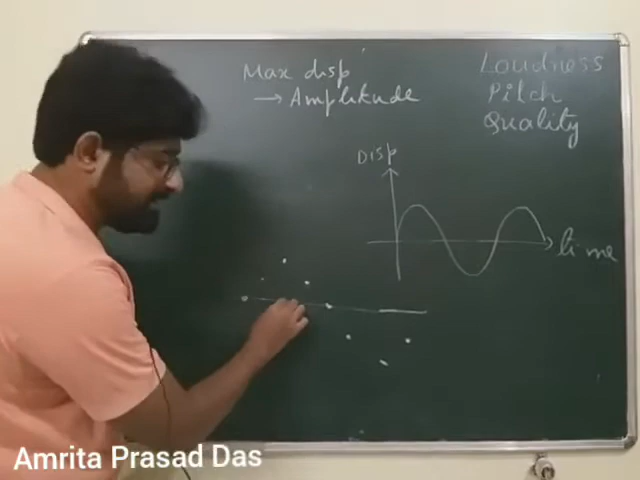 Max disp
→ Amplitude
Loudness
Pitch
Quality
Disp
time
Amrita Prasad Das